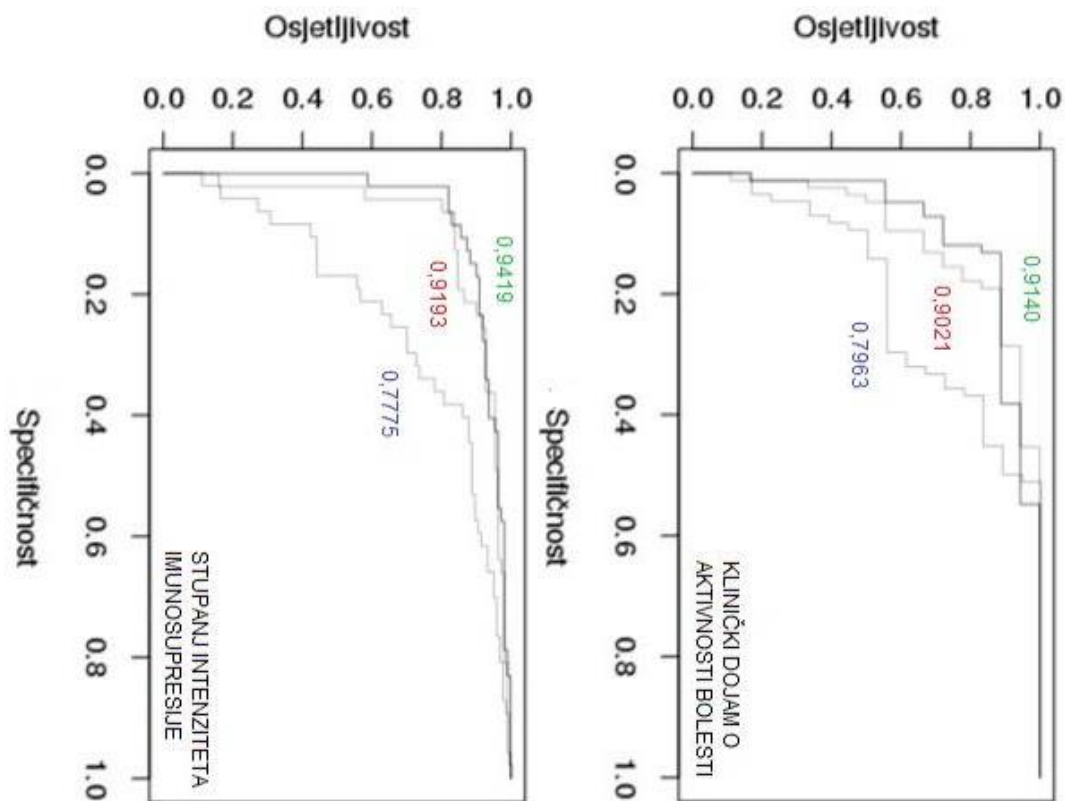 Osjetljivost
0.0 0.2 0.4 0.6 0.8 1.0
0.0
0.2
0.4
0.6
0.8
1.0
Specifičnost
0,9419
0,9193
0,7775
STUPANJ INTENZITETA
IMUNOSUPRESIJE
Osjetljivost
0.0 0.2 0.4 0.6 0.8 1.0
0.0
0.2
0.4
0.6
0.8
1.0
Specifičnost
0,9140
0,9021
0,7963
KLINIČKI DOJAM O
AKTIVNOSTI BOLESTI